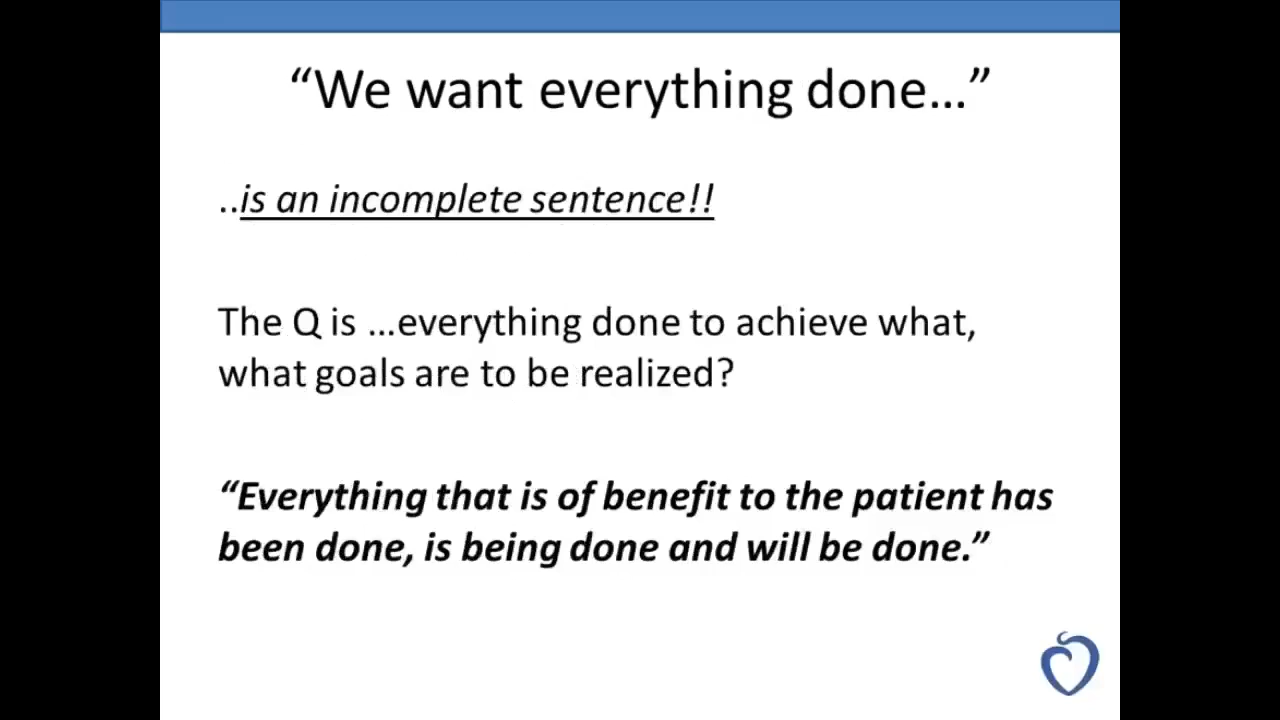 “We want everything done…”
..is an incomplete sentence!!
The Q is …everything done to achieve what,
what goals are to be realized?
“Everything that is of benefit to the patient has
been done, is being done and will be done.”